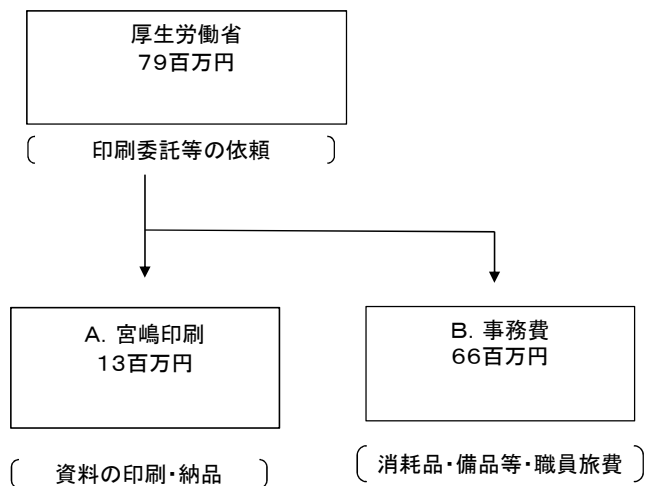 厚生労働省
79百万円
印刷委託等の依頼
A. 宮嶋印刷
13百万円
B. 事務費
66百万円
資料の印刷・納品
消耗品・備品等・職員旅費